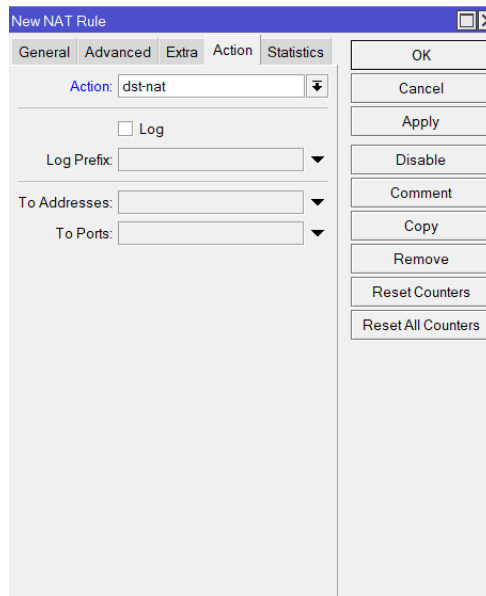 New NAT Rule
General Advanced Extra Action Statistics
Action: dst-nat
Log
Log Prefix:
To Addresses:
To Ports:
OK
Cancel
Apply
Disable
Comment
Copy
Remove
Reset Counters
Reset All Counters